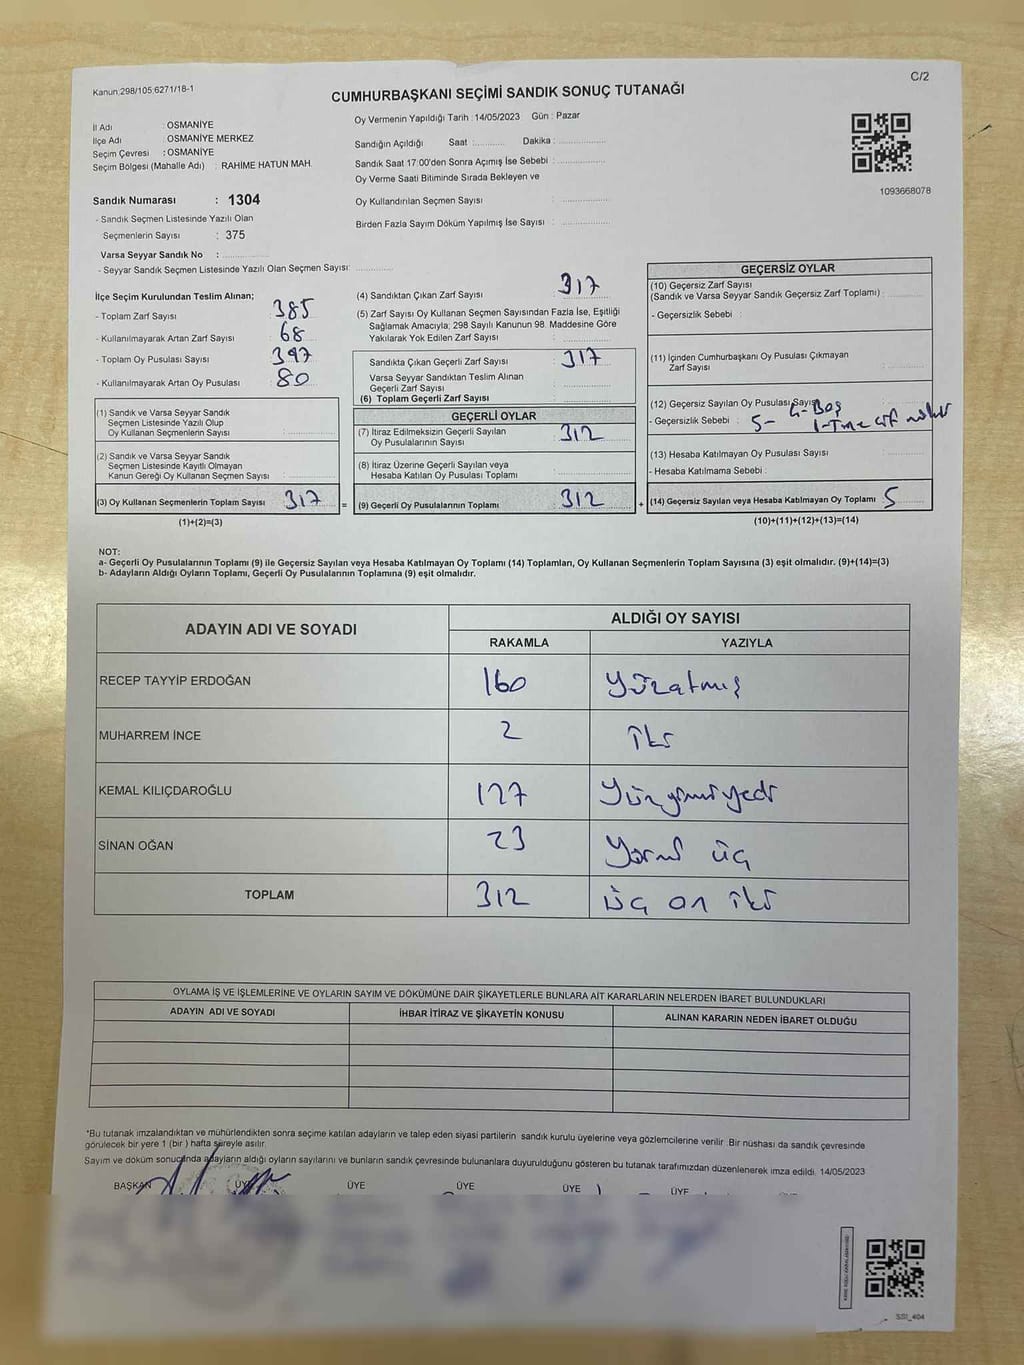 Kanun:298/105;6271/18-1
C/2
CUMHURBAŞKANI SEÇİMİ SANDIK SONUÇ TUTANAĞI
İl Adı : OSMANİYE
İlçe Adı : OSMANİYE MERKEZ
Seçim Çevresi : OSMANİYE
Seçim Bölgesi (Mahalle Adı) : RAHİME HATUN MAH.
Sandık Numarası : 1304
- Sandık Seçmen Listesinde Yazılı Olan
Seçmenlerin Sayısı : 375
Varsa Seyyar Sandık No :
- Seyyar Sandık Seçmen Listesinde Yazılı Olan Seçmen Sayısı:
Oy Vermenin Yapıldığı Tarih : 14/05/2023 Gün : Pazar
Sandığın Açıldığı Saat : Dakika :
Sandık Saat 17:00'den Sonra Açımış İse Sebebi :
Oy Verme Saati Bitiminde Sırada Bekleyen ve
Oy Kullandırılan Seçmen Sayısı :
Birden Fazla Sayım Döküm Yapılmış İse Sayısı :
1093668078
İlçe Seçim Kurulundan Teslim Alınan;
- Toplam Zarf Sayısı : 385
- Kullanılmayarak Artan Zarf Sayısı : 68
- Toplam Oy Pusulası Sayısı : 397
- Kullanılmayarak Artan Oy Pusulası : 80
(1) Sandık ve Varsa Seyyar Sandık
Seçmen Listesinde Yazılı Olup
Oy Kullanan Seçmenlerin Sayısı :
(2) Sandık ve Varsa Seyyar Sandık
Seçmen Listesinde Kayıtlı Olmayan
Kanun Gereği Oy Kullanan Seçmen Sayısı :
(3) Oy Kullanan Seçmenlerin Toplam Sayısı : 317 =
(1)+(2)=(3)
(4) Sandıktan Çıkan Zarf Sayısı : 317
(5) Zarf Sayısı Oy Kullanan Seçmen Sayısından Fazla İse, Eşitliği
Sağlamak Amacıyla; 298 Sayılı Kanunun 98. Maddesine Göre
Yakılarak Yok Edilen Zarf Sayısı :
Sandıkta Çıkan Geçerli Zarf Sayısı : 317
Varsa Seyyar Sandıktan Teslim Alınan
Geçerli Zarf Sayısı :
(6) Toplam Geçerli Zarf Sayısı :
GEÇERLİ OYLAR
(7) İtiraz Edilmeksizin Geçerli Sayılan
Oy Pusulalarının Sayısı : 312
(8) İtiraz Üzerine Geçerli Sayılan veya
Hesaba Katılan Oy Pusulası Toplamı :
(9) Geçerli Oy Pusulalarının Toplamı : 312 +
GEÇERSİZ OYLAR
(10) Geçersiz Zarf Sayısı
(Sandık ve Varsa Seyyar Sandık Geçersiz Zarf Toplamı) :
- Geçersizlik Sebebi :
(11) İçinden Cumhurbaşkanı Oy Pusulası Çıkmayan
Zarf Sayısı :
(12) Geçersiz Sayılan Oy Pusulası Sayısı
4-Boş
- Geçersizlik Sebebi : 5-
(13) Hesaba Katılmayan Oy Pusulası Sayısı :
- Hesaba Katılmama Sebebi :
(14) Geçersiz Sayılan veya Hesaba Katılmayan Oy Toplamı : 5
(10)+(11)+(12)+(13)=(14)
NOT:
a- Geçerli Oy Pusulalarının Toplamı (9) ile Geçersiz Sayılan veya Hesaba Katılmayan Oy Toplamı (14) Toplamları, Oy Kullanan Seçmenlerin Toplam Sayısına (3) eşit olmalıdır. (9)+(14)=(3)
b- Adayların Aldığı Oyların Toplamı, Geçerli Oy Pusulalarının Toplamına (9) eşit olmalıdır.
ADAYIN ADI VE SOYADI
ALDIĞI OY SAYISI
RAKAMLA YAZIYLA
RECEP TAYYİP ERDOĞAN 160 Yüzatmış
MUHARREM İNCE 2 iki
KEMAL KILIÇDAROĞLU 127 Yüzyirmiyedi
SİNAN OĞAN 23 Yirmi üç
TOPLAM 312 üç on iki
OYLAMA İŞ VE İŞLEMLERİNE VE OYLARIN SAYIM VE DÖKÜMÜNE DAİR ŞİKAYETLERLE BUNLARA AİT KARARLARIN NELERDEN İBARET BULUNDUKLARI
ADAYIN ADI VE SOYADI İHBAR İTİRAZ VE ŞİKAYETİN KONUSU ALINAN KARARIN NEDEN İBARET OLDUĞU
*Bu tutanak imzalandıktan ve mühürlendikten sonra seçime katılan adayların ve talep eden siyasi partilerin sandık kurulu üyelerine veya gözlemcilerine verilir .Bir nüshası da sandık çevresinde
görülecek bir yere 1 (bir ) hafta süreyle asılır.
Sayım ve döküm sonucunda adayların aldığı oyların sayılarını ve bunların sandık çevresinde bulunanlara duyurulduğunu gösteren bu tutanak tarafımızdan düzenlenerek imza edildi. 14/05/2023
BAŞKAN ÜYE ÜYE ÜYE ÜYE ÜYE
SSI_404